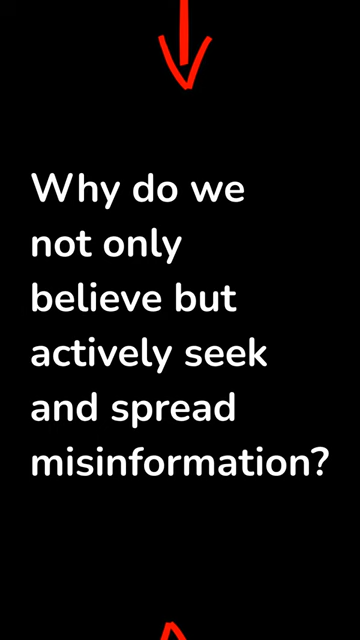 Why do we
not only
believe but
actively seek
and spread
misinformation?